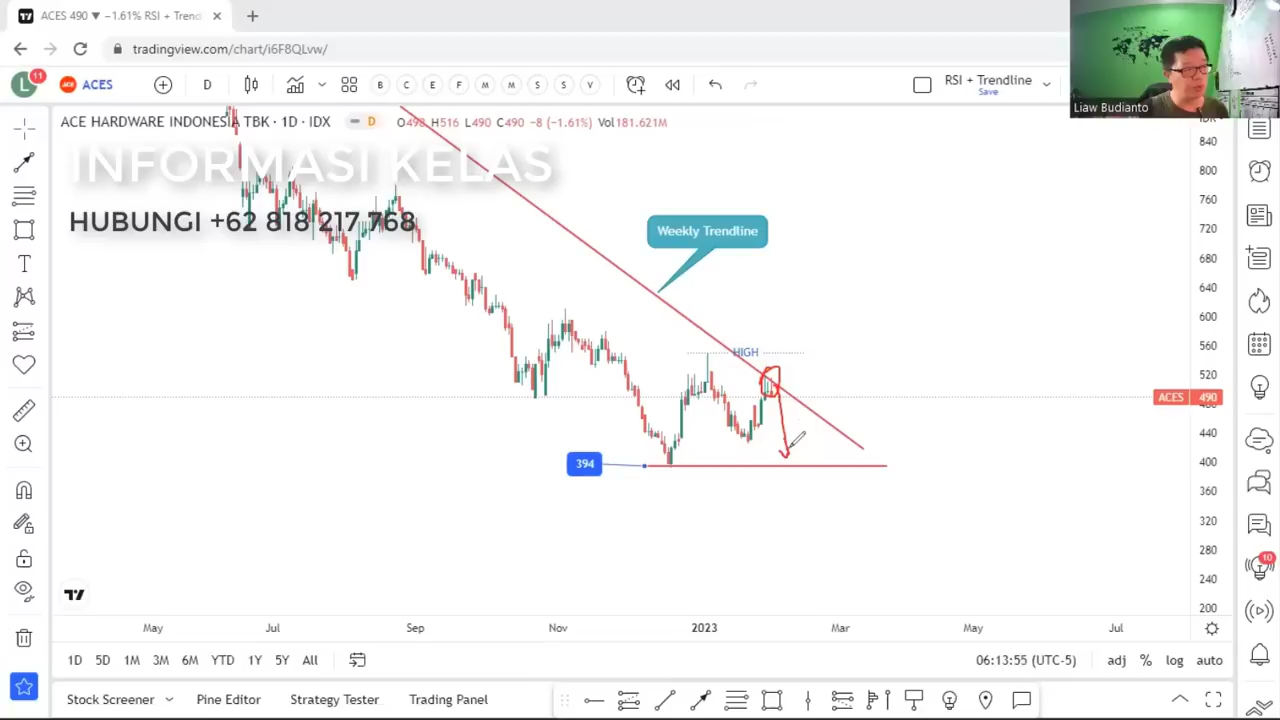 ACES 490 ▼ −1.61% RSI + Trend
tradingview.com/chart/i6F8QLvw/
L 11
ACES
D
B C E F M M S S V
RSI + Trendline
Save
Liaw Budianto
ACE HARDWARE INDONESIA TBK · 1D · IDX
D
O498 H516 L490 C490 −8 (−1.61%) Vol181.621M
INFORMASI KELAS
HUBUNGI +62 818 217 768
Weekly Trendline
HIGH
394
ACES 490
840
800
760
720
680
640
600
560
520
480
440
400
360
320
280
240
200
May Jul Sep Nov 2023 Mar May Jul
10
1D 5D 1M 3M 6M YTD 1Y 5Y All
06:13:55 (UTC-5) adj % log auto
Stock Screener Pine Editor Strategy Tester Trading Panel